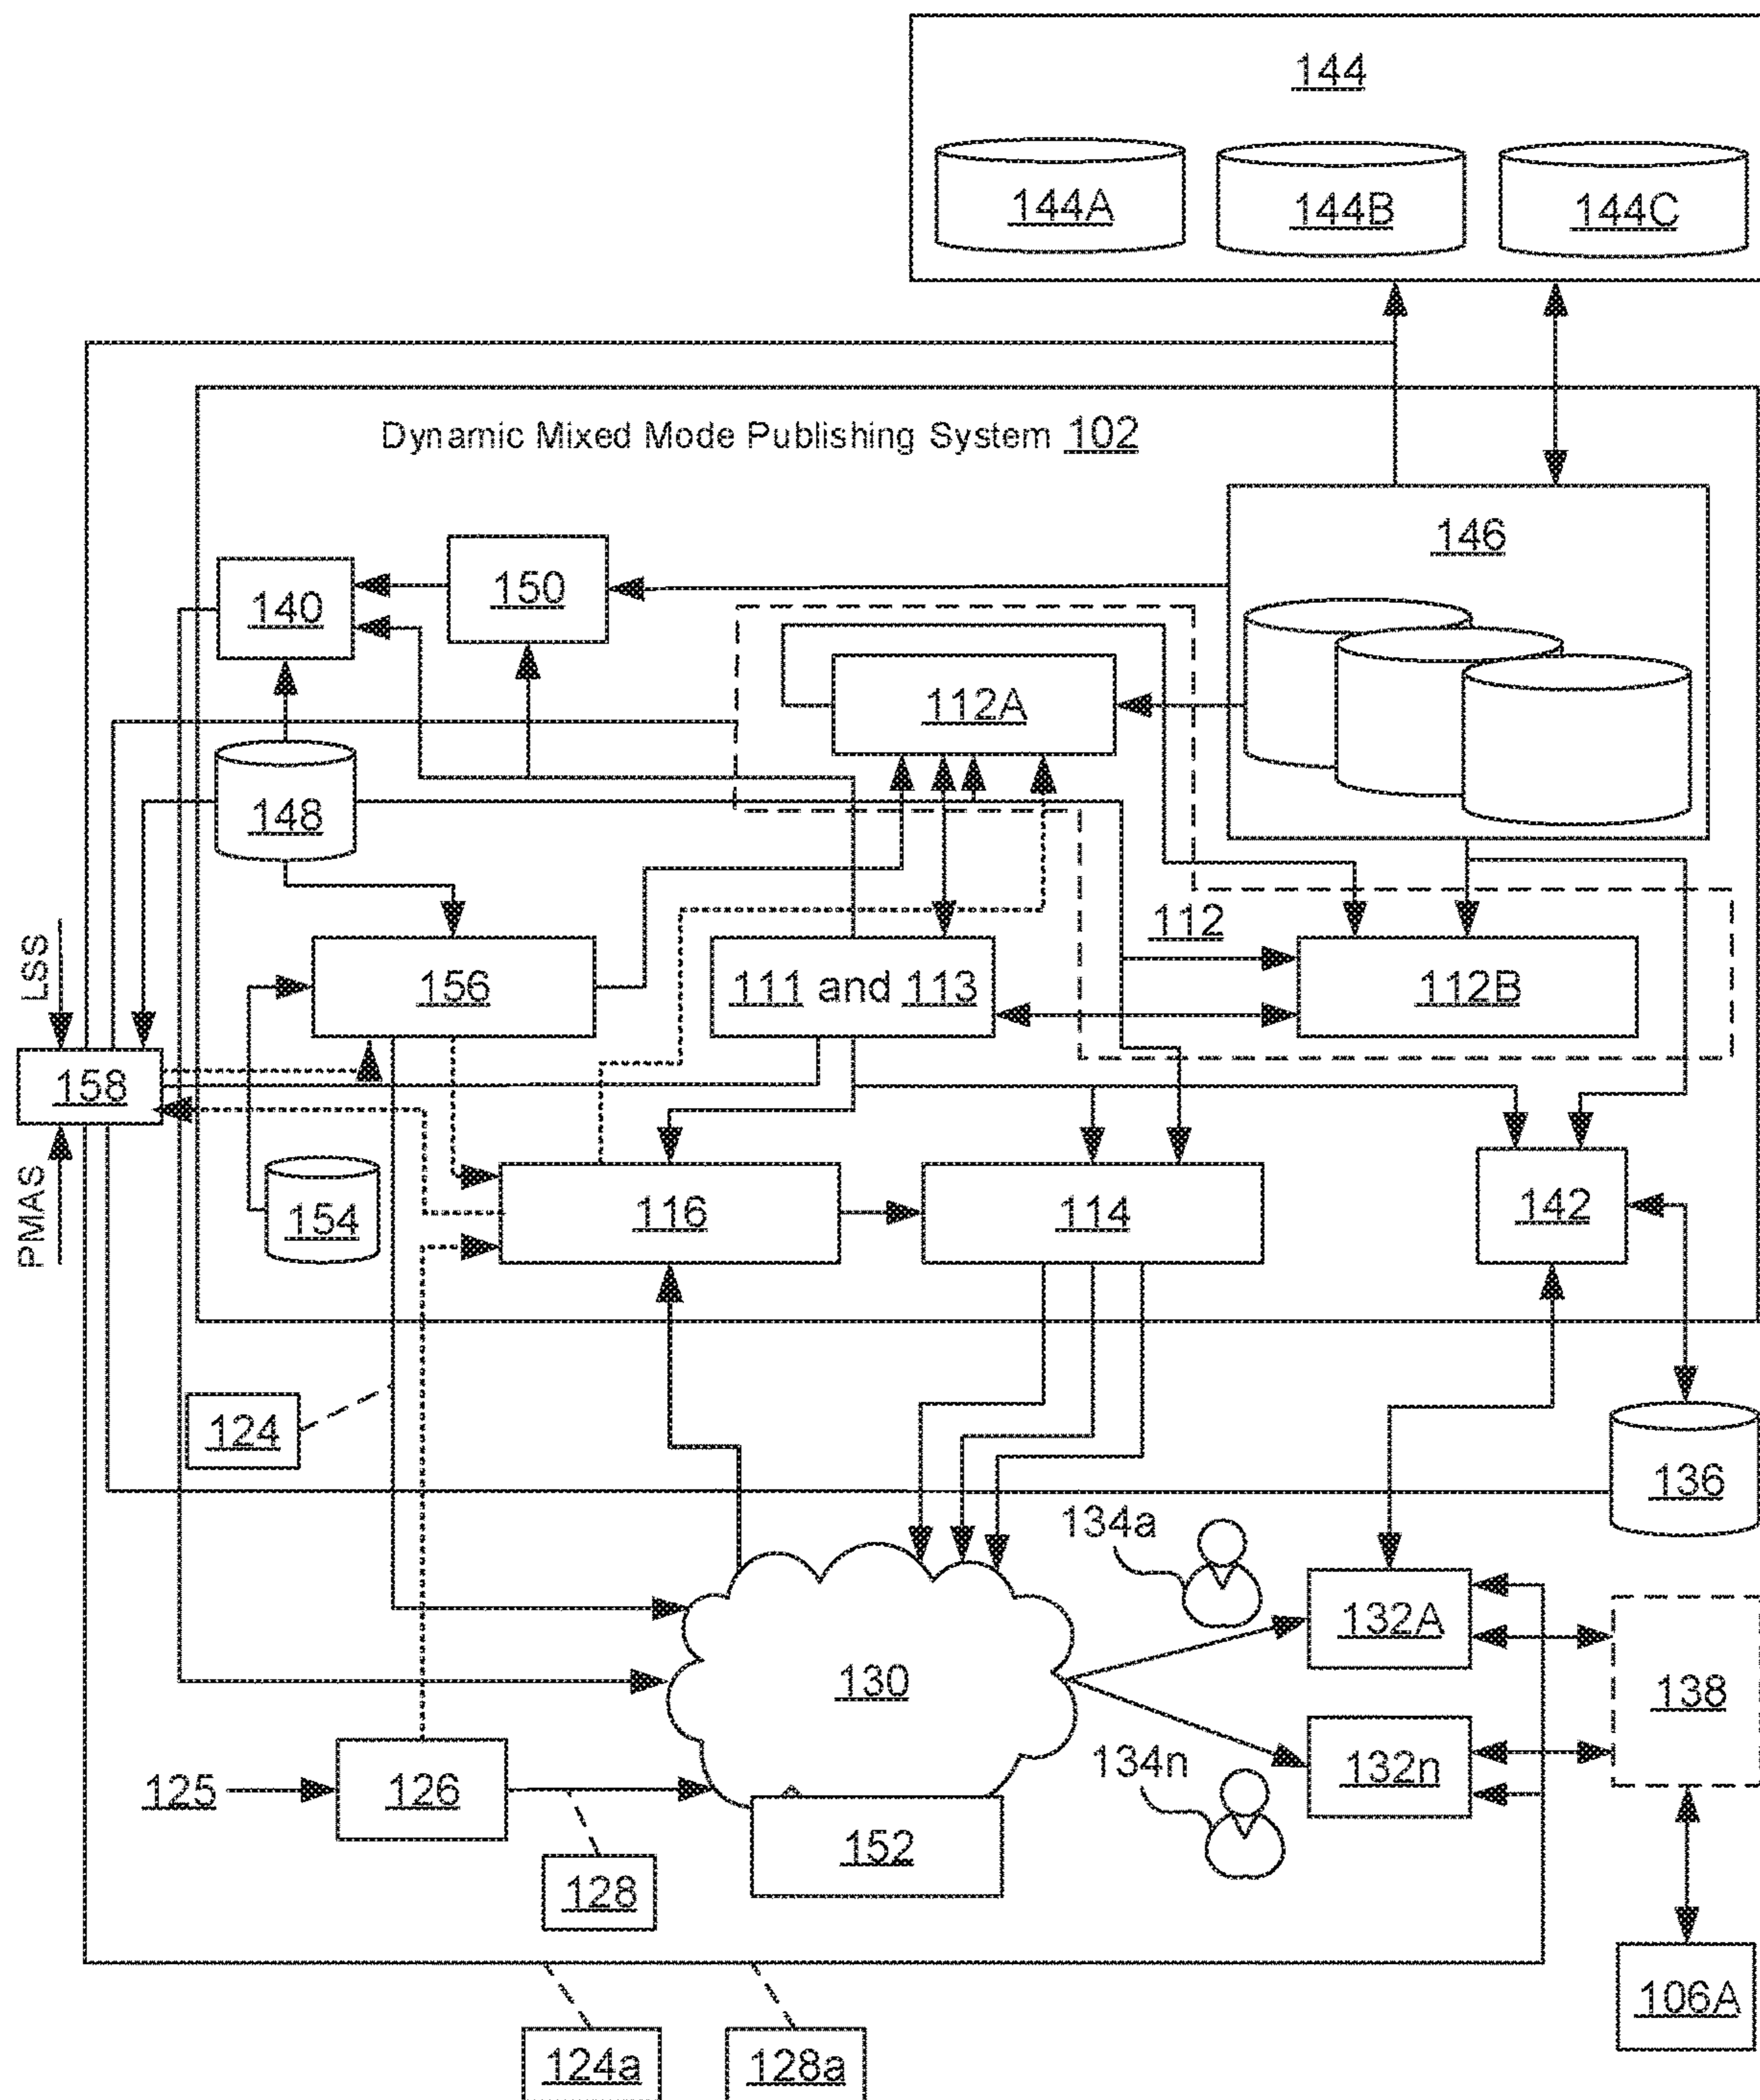 144
144A 144B 144C
Dynamic Mixed Mode Publishing System 102
146
150
140
112A
148
112
LSS
156
111 and 113
112B
158
PMAS
154
116
114
142
124
136
134a
132A
130
138
134n
132n
125
126
152
128
106A
124a
128a